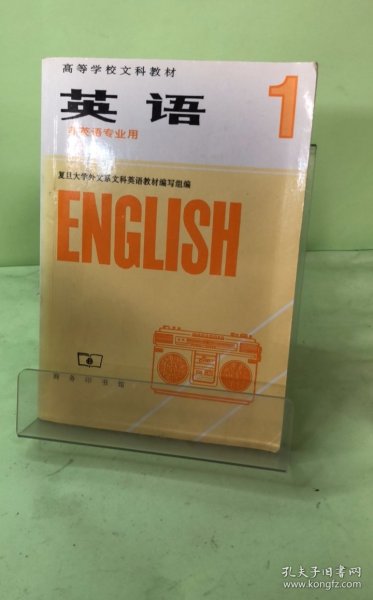 高等学校文科教材
英语
1
非英语专业用
复旦大学外文系文科英语教材编写组编
ENGLISH
商务印书馆
孔夫子旧书网
www.kongfz.com